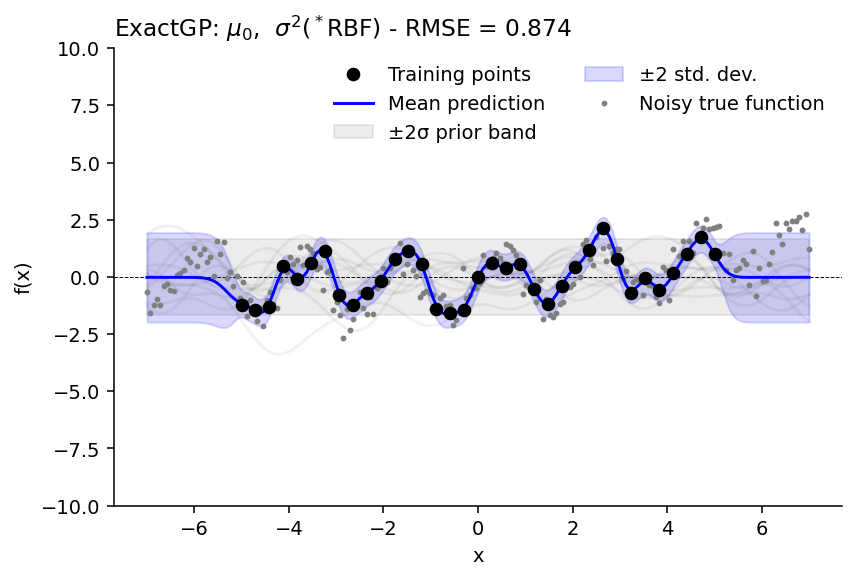 ExactGP: μ₀, σ²(*RBF) - RMSE = 0.874
10.0
7.5
5.0
2.5
0.0
−2.5
−5.0
−7.5
−10.0
f(x)
Training points
Mean prediction
±2σ prior band
±2 std. dev.
Noisy true function
−6 −4 −2 0 2 4 6
x